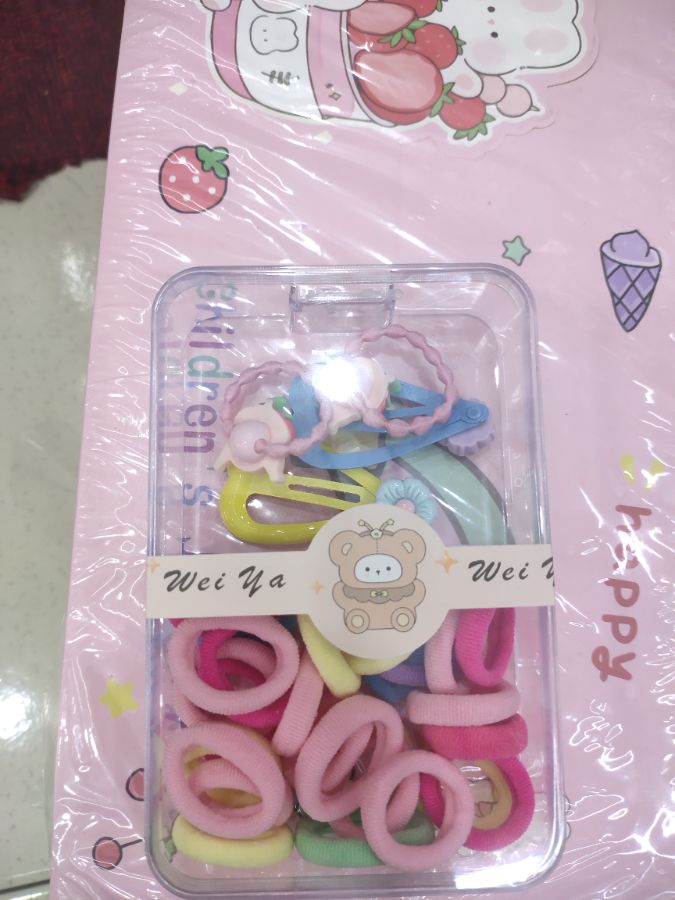 children's
Wei Ya
Wei Y
happy